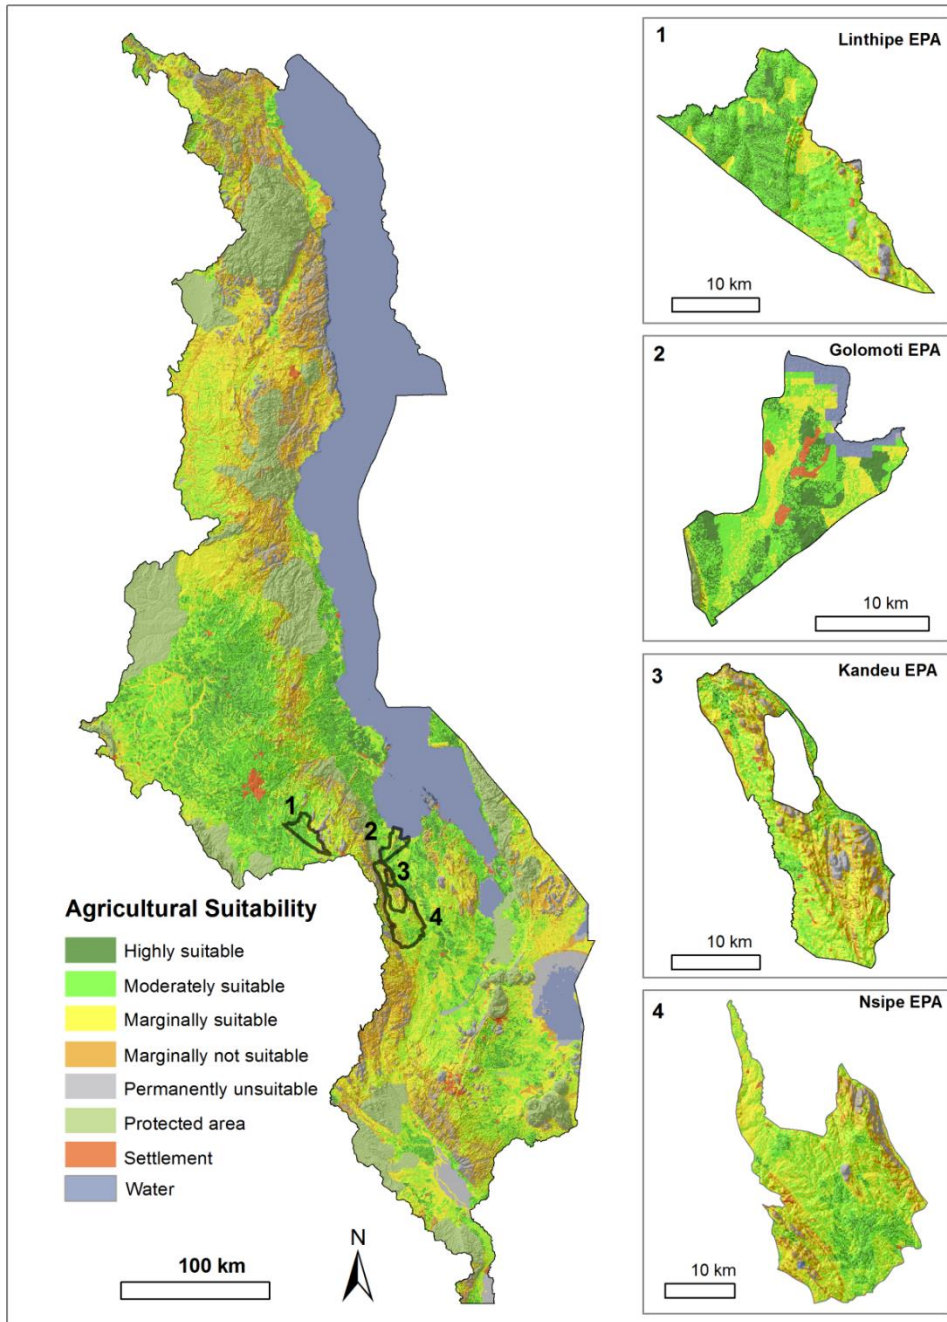 1
Linthipe EPA
10 km
2
Golomoti EPA
10 km
3
Kandeu EPA
10 km
4
Nsipe EPA
10 km
1
2
3
4
Agricultural Suitability
Highly suitable
Moderately suitable
Marginally suitable
Marginally not suitable
Permanently unsuitable
Protected area
Settlement
Water
100 km
N